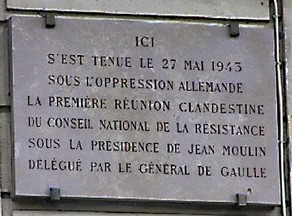 ICI
S'EST TENUE LE 27 MAI 1943
SOUS L'OPPRESSION ALLEMANDE
LA PREMIÈRE RÉUNION CLANDESTINE
DU CONSEIL NATIONAL DE LA RÉSISTANCE
SOUS LA PRÉSIDENCE DE JEAN MOULIN
DÉLÉGUÉ PAR LE GÉNÉRAL DE GAULLE